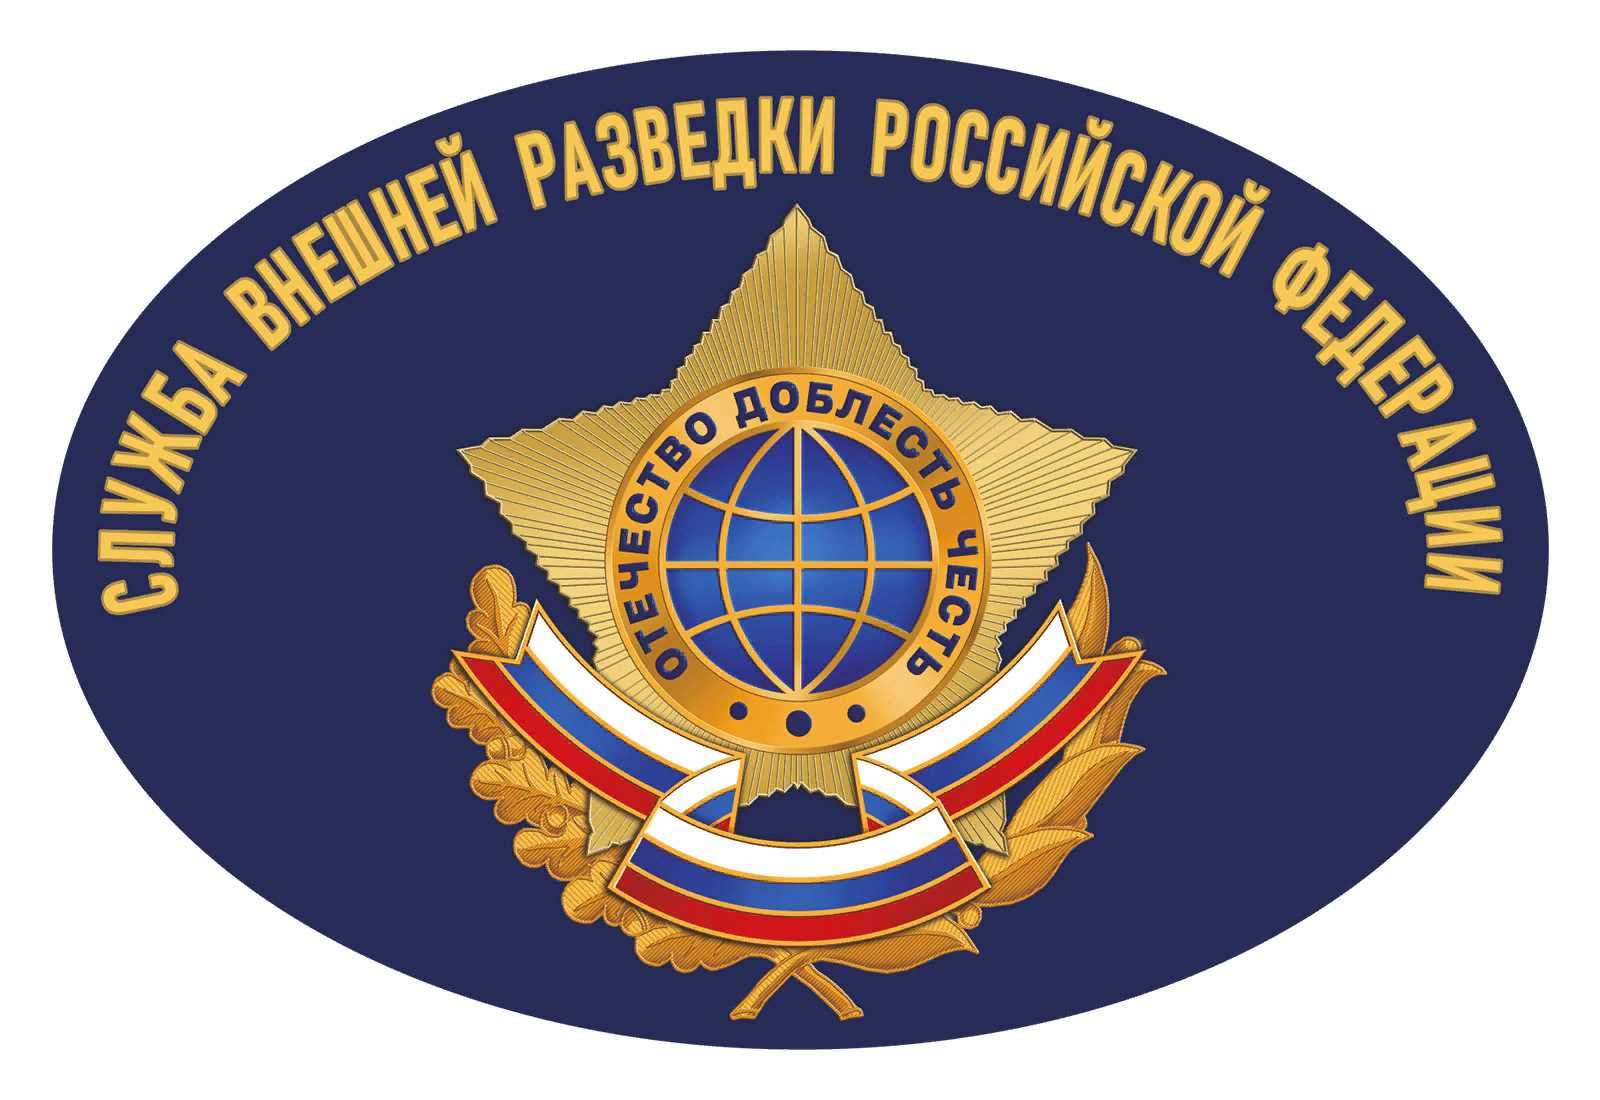 СЛУЖБА ВНЕШНЕЙ РАЗВЕДКИ РОССИЙСКОЙ ФЕДЕРАЦИИ
ОТЕЧЕСТВО ДОБЛЕСТЬ ЧЕСТЬ